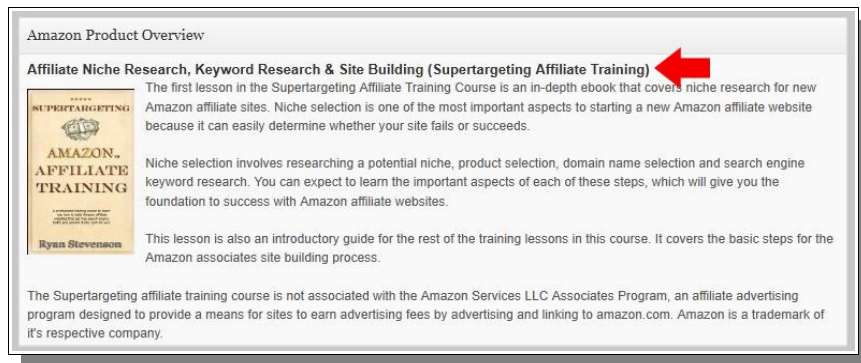 Amazon Product Overview
Affiliate Niche Research, Keyword Research & Site Building (Supertargeting Affiliate Training)
The first lesson in the Supertargeting Affiliate Training Course is an in-depth ebook that covers niche research for new
Amazon affiliate sites. Niche selection is one of the most important aspects to starting a new Amazon affiliate website
because it can easily determine whether your site fails or succeeds.
Niche selection involves researching a potential niche, product selection, domain name selection and search engine
keyword research. You can expect to learn the important aspects of each of these steps, which will give you the
foundation to success with Amazon affiliate websites.
This lesson is also an introductory guide for the rest of the training lessons in this course. It covers the basic steps for the
Amazon associates site building process.
SUPERTARGETING
AMAZON
AFFILIATE
TRAINING
Ryan Stevenson
The Supertargeting affiliate training course is not associated with the Amazon Services LLC Associates Program, an affiliate advertising
program designed to provide a means for sites to earn advertising fees by advertising and linking to amazon.com. Amazon is a trademark of
it's respective company.